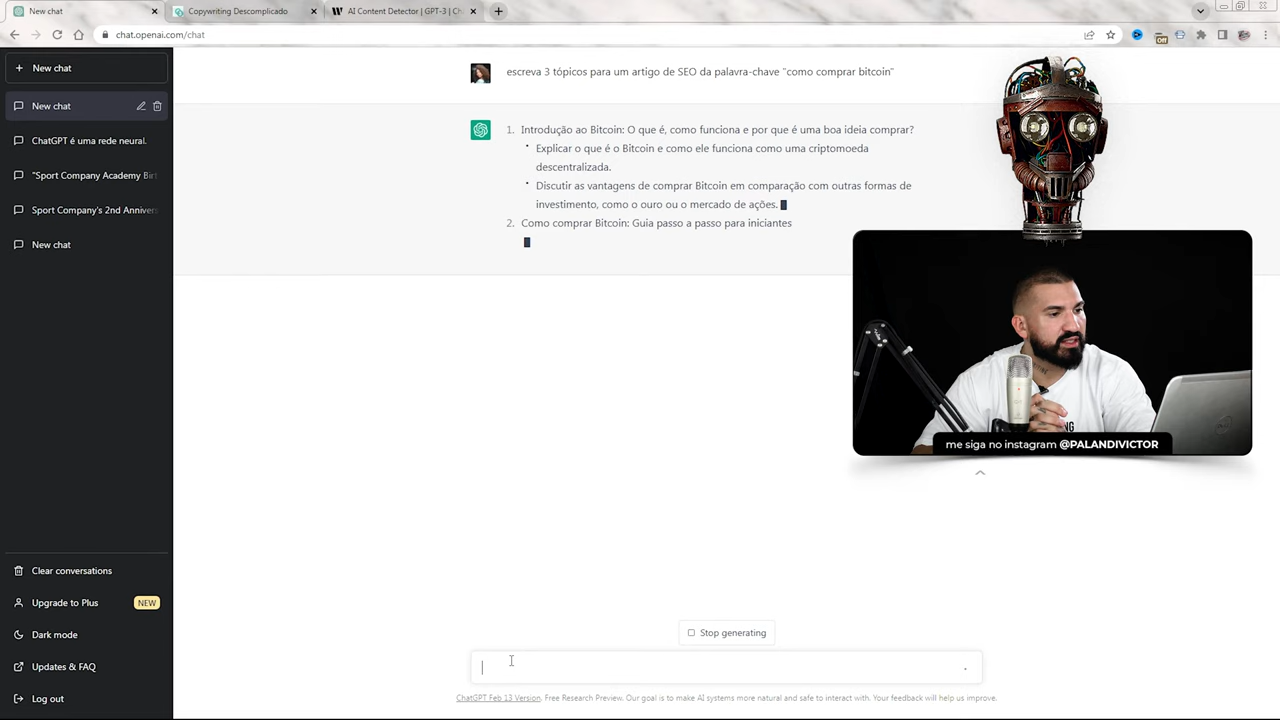 New chat
Copywriting Descomplicado
AI Content Detector | GPT-3 | Ch
chat.openai.com/chat
Off
New chat
New chat
ChatGPT é uma rede neural.
"Sport Company Academy Birt
Sport Company's 2nd Annivers
New chat
escreva 3 tópicos para um artigo de SEO da palavra-chave "como comprar bitcoin"
1. Introdução ao Bitcoin: O que é, como funciona e por que é uma boa ideia comprar?
• Explicar o que é o Bitcoin e como ele funciona como uma criptomoeda
descentralizada.
• Discutir as vantagens de comprar Bitcoin em comparação com outras formas de
investimento, como o ouro ou o mercado de ações.
2. Como comprar Bitcoin: Guia passo a passo para iniciantes
me siga no instagram @PALANDIVICTOR
Clear conversations
Upgrade to Plus NEW
Dark mode
Updates & FAQ
Log out
Stop generating
ChatGPT Feb 13 Version. Free Research Preview. Our goal is to make AI systems more natural and safe to interact with. Your feedback will help us improve.